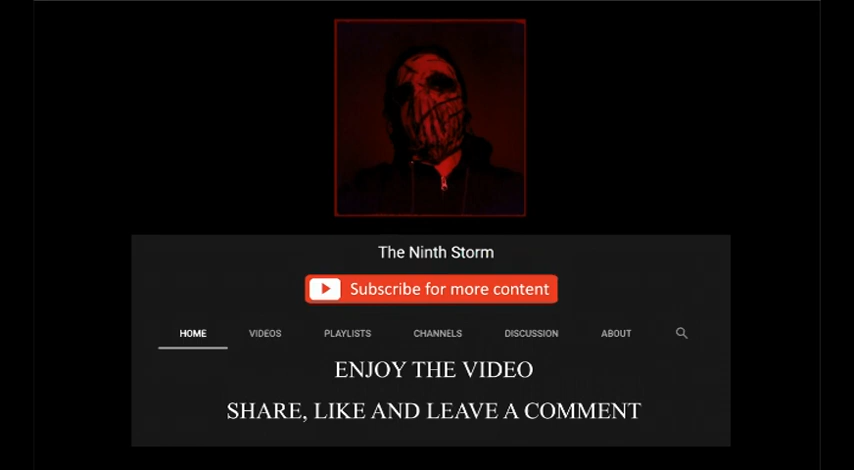 The Ninth Storm
Subscribe for more content
HOME VIDEOS PLAYLISTS CHANNELS DISCUSSION ABOUT
ENJOY THE VIDEO
SHARE, LIKE AND LEAVE A COMMENT